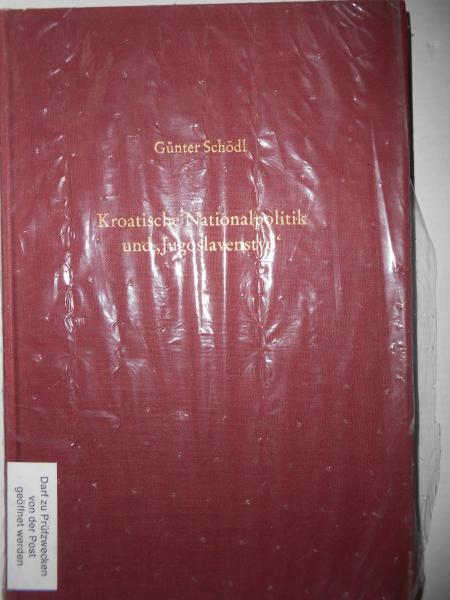 Günter Schödl
Kroatische Nationalpolitik
und ‚Jugoslavenstvo‘
Darf zu Prüfzwecken
von der Post
geöffnet werden